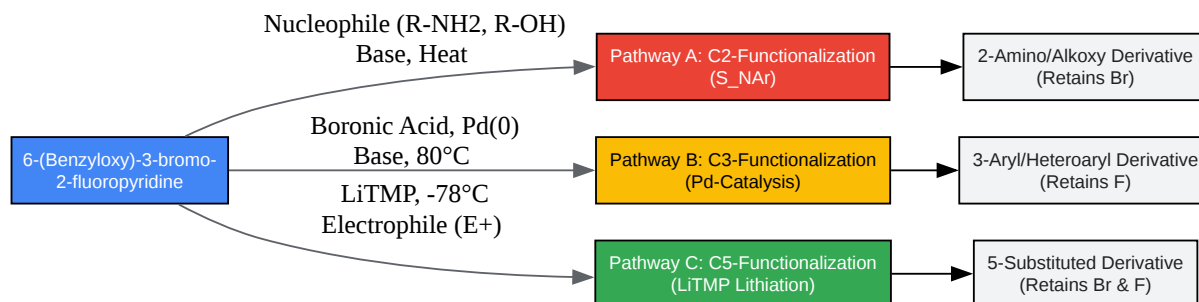 Nucleophile (R-NH2, R-OH)
Base, Heat
Pathway A: C2-Functionalization
(S_NAr)
2-Amino/Alkoxy Derivative
(Retains Br)
6-(Benzyloxy)-3-bromo-
2-fluoropyridine
Boronic Acid, Pd(0)
Base, 80°C
Pathway B: C3-Functionalization
(Pd-Catalysis)
3-Aryl/Heteroaryl Derivative
(Retains F)
LiTMP, -78°C
Electrophile (E+)
Pathway C: C5-Functionalization
(LiTMP Lithiation)
5-Substituted Derivative
(Retains Br & F)